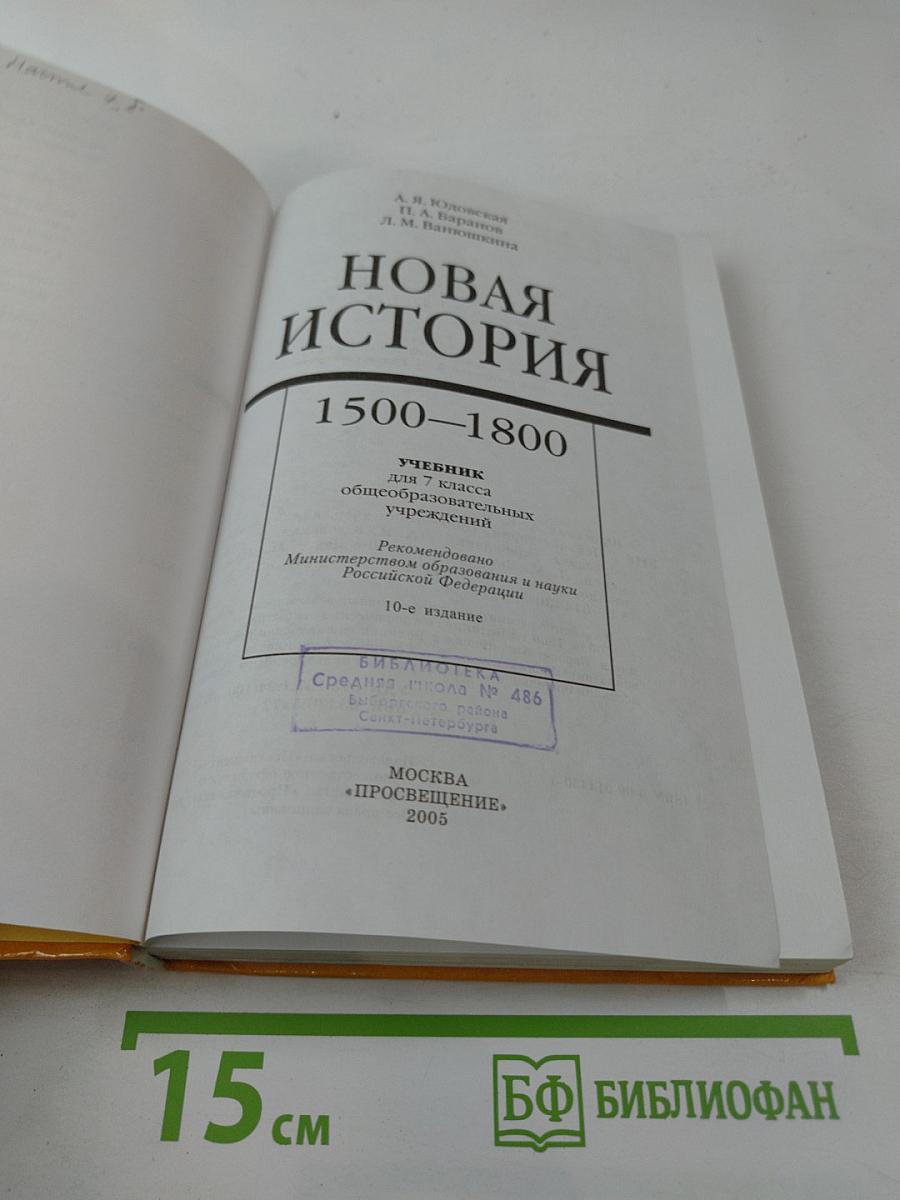 А. Я. Юдовская
П. А. Баранов
Л. М. Ванюшкина
НОВАЯ
ИСТОРИЯ
1500—1800
УЧЕБНИК
для 7 класса
общеобразовательных
учреждений
Рекомендовано
Министерством образования и науки
Российской Федерации
10-е издание
БИБЛИОТЕКА
Средняя школа № 486
Выборгского района
Санкт-Петербурга
МОСКВА
«ПРОСВЕЩЕНИЕ»
2005
15 см
БФ БИБЛИОФАН